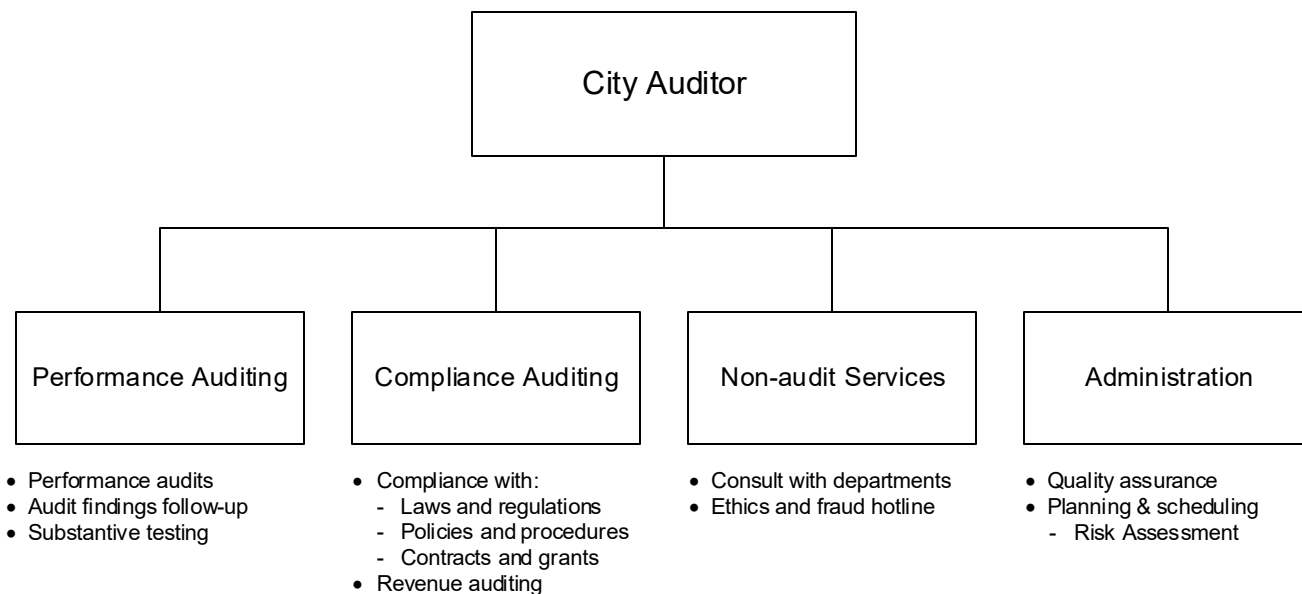 City Auditor
Performance Auditing
Compliance Auditing
Non-audit Services
Administration
• Performance audits
• Audit findings follow-up
• Substantive testing
• Compliance with:
- Laws and regulations
- Policies and procedures
- Contracts and grants
• Revenue auditing
• Consult with departments
• Ethics and fraud hotline
• Quality assurance
• Planning & scheduling
- Risk Assessment